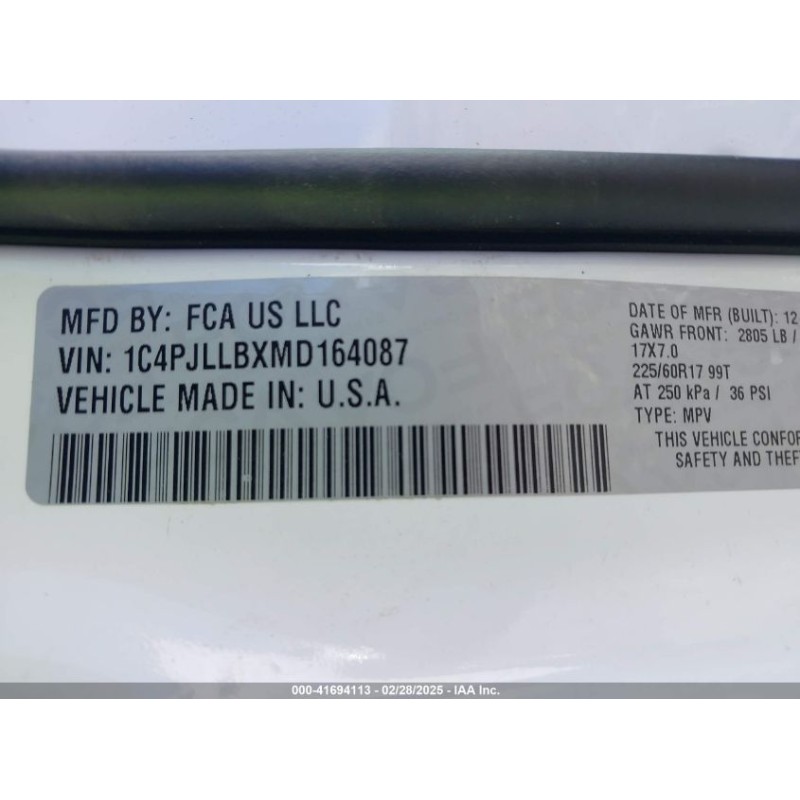 MFD BY: FCA US LLC
VIN: 1C4PJLLBXMD164087
VEHICLE MADE IN: U.S.A.
DATE OF MFR (BUILT): 12
GAWR FRONT: 2805 LB /
17X7.0
225/60R17 99T
AT 250 kPa / 36 PSI
TYPE: MPV
THIS VEHICLE CONFOR
SAFETY AND THEF
000-41694113 - 02/28/2025 - IAA Inc.